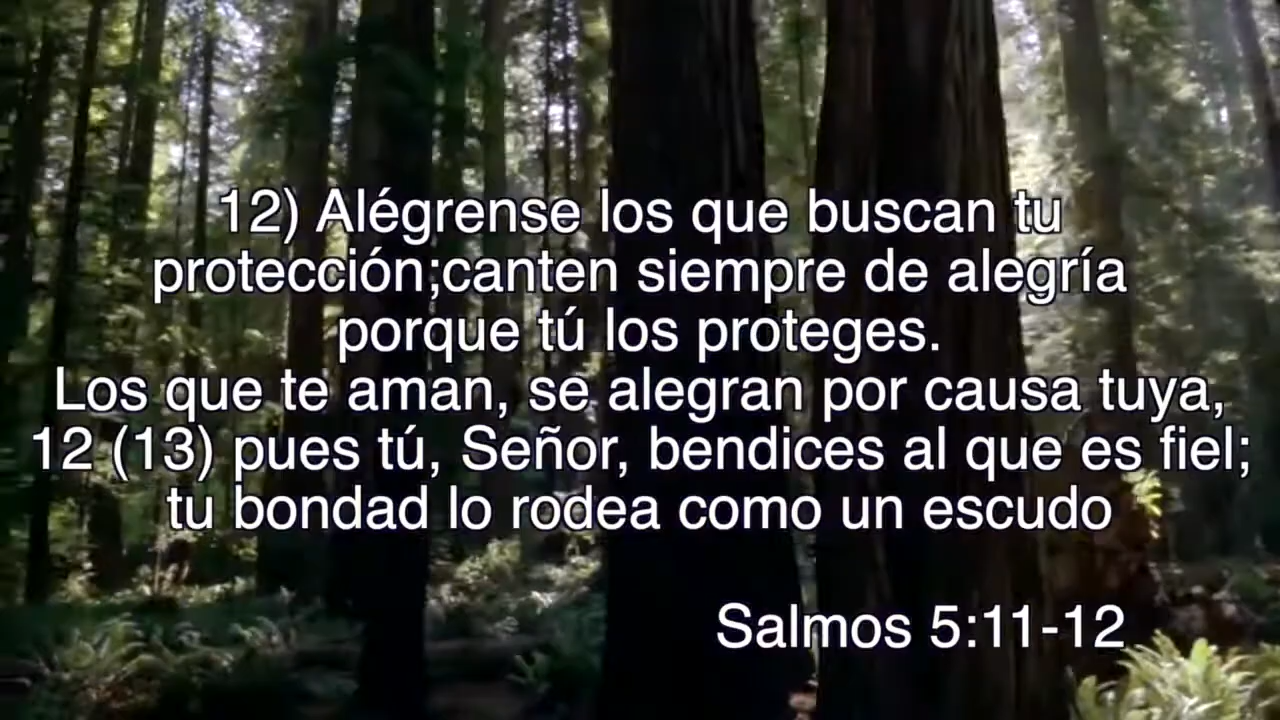 12) Alégrense los que buscan tu
protección;canten siempre de alegría
porque tú los proteges.
Los que te aman, se alegran por causa tuya,
12 (13) pues tú, Señor, bendices al que es fiel;
tu bondad lo rodea como un escudo
Salmos 5:11-12